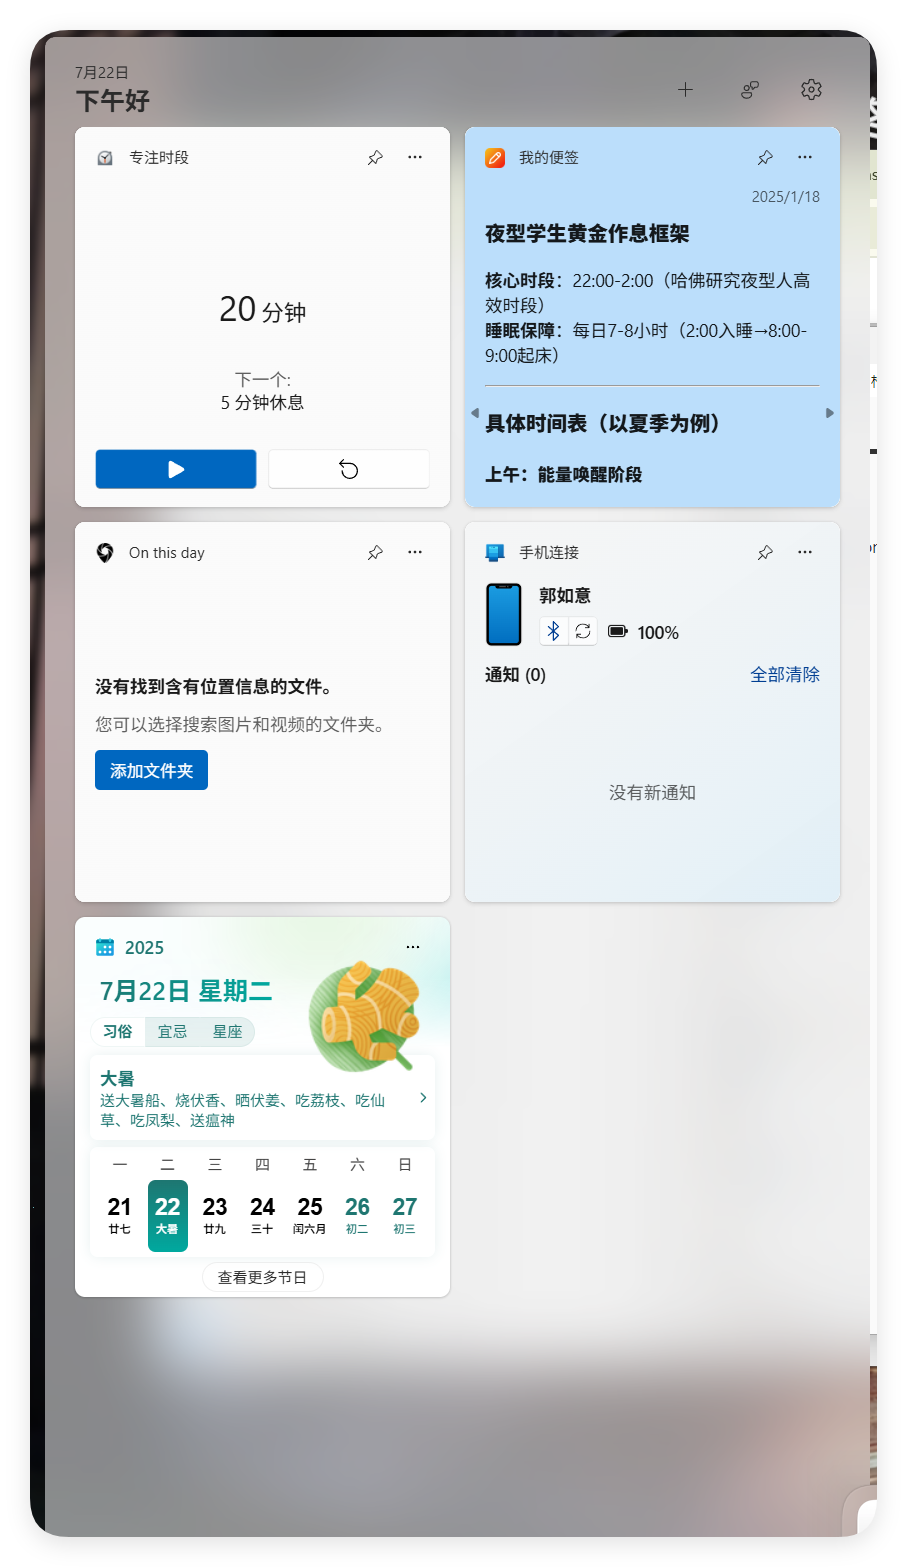 7月22日
下午好
专注时段
20 分钟
下一个:
5 分钟休息
我的便签
2025/1/18
夜型学生黄金作息框架
核心时段：22:00-2:00（哈佛研究夜型人高
效时段）
睡眠保障：每日7-8小时（2:00入睡→8:00-
9:00起床）
具体时间表（以夏季为例）
上午：能量唤醒阶段
On this day
没有找到含有位置信息的文件。
您可以选择搜索图片和视频的文件夹。
添加文件夹
手机连接
郭如意
100%
通知 (0)
全部清除
没有新通知
2025
7月22日 星期二
习俗 宜忌 星座
大暑
送大暑船、烧伏香、晒伏姜、吃荔枝、吃仙
草、吃凤梨、送瘟神
一 二 三 四 五 六 日
21 22 23 24 25 26 27
廿七 大暑 廿九 三十 闰六月 初二 初三
查看更多节日